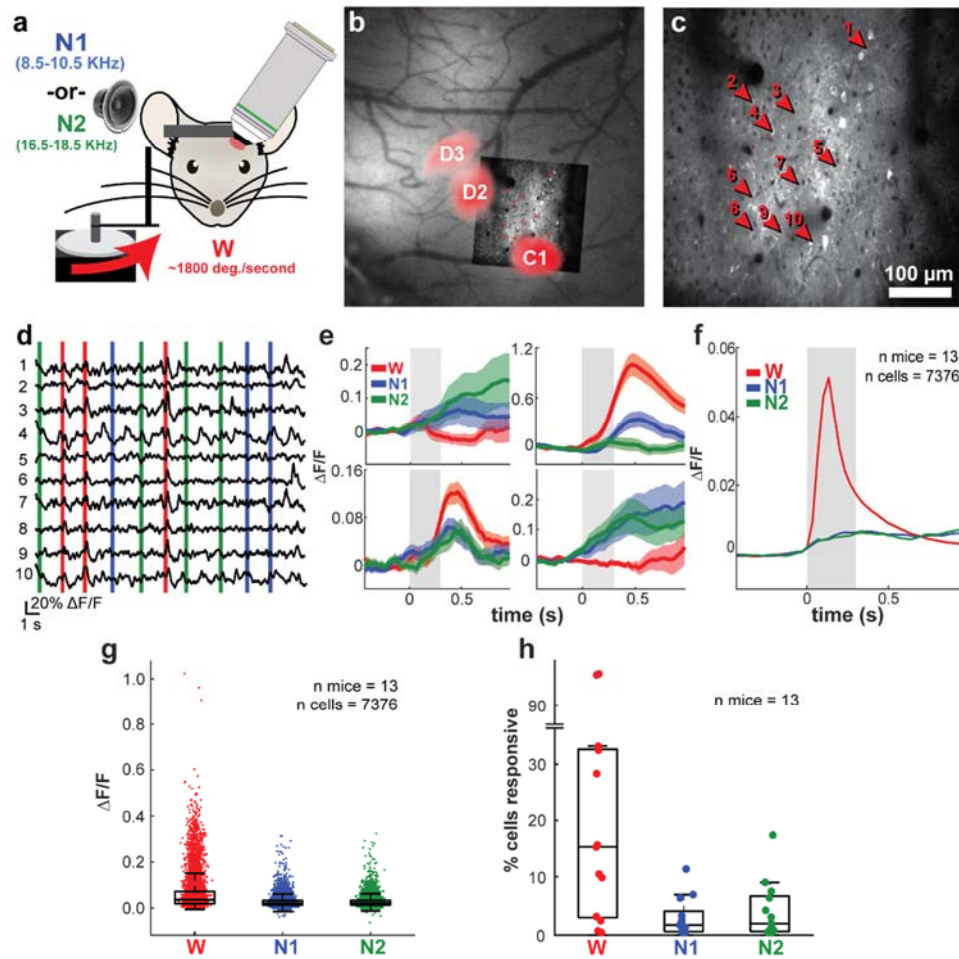 a
N1
(8.5-10.5 KHz)
-or-
N2
(16.5-18.5 KHz)
W
~1800 deg./second
b
D3
D2
C1
c
1
2
3
4
5
6
7
8
9
10
100 µm
d
1
2
3
4
5
6
7
8
9
10
20% ΔF/F
1 s
e
W
N1
N2
ΔF/F
0.2
0.1
0
1.2
0.6
0
0.16
0.08
0
0.2
0.1
0
0 0.5 0 0.5
time (s)
f
n mice = 13
n cells = 7376
W
N1
N2
0.06
0.04
0.02
0
0 0.5
time (s)
g
n mice = 13
n cells = 7376
ΔF/F
1.0
0.8
0.6
0.4
0.2
0.0
W N1 N2
h
n mice = 13
% cells responsive
90
30
20
10
0
W N1 N2